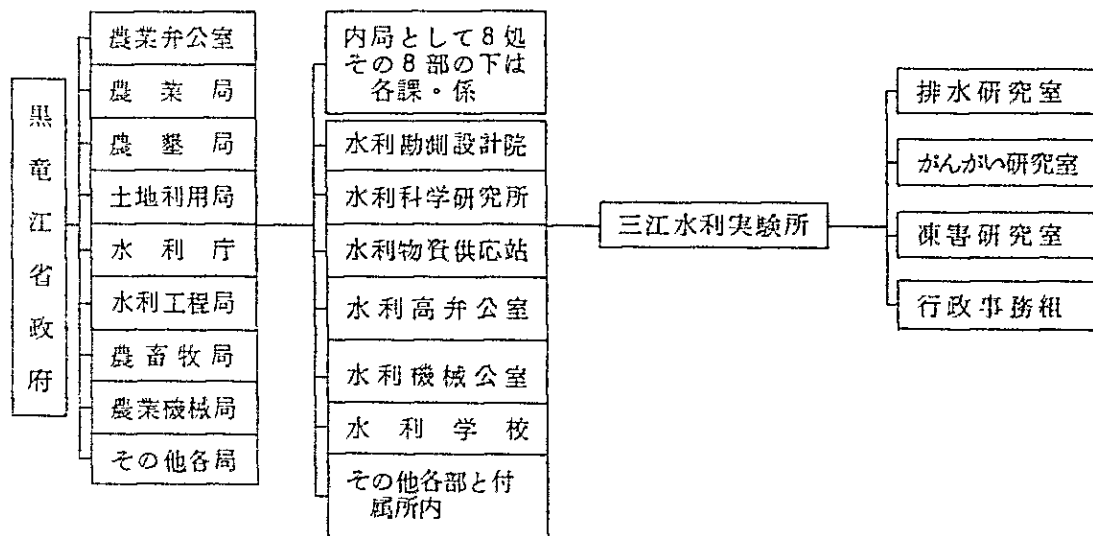 黒竜江省政府
農業弁公室
農業局
農墾局
土地利用局
水利庁
水利工程局
農畜牧局
農業機械局
その他各局
内局として8処
その8部の下は
各課・係
水利勘測設計院
水利科学研究所
水利物資供応站
水利高弁公室
水利機械公室
水利学校
その他各部と付
属所内
三江水利実験所
排水研究室
がんがい研究室
凍害研究室
行政事務組